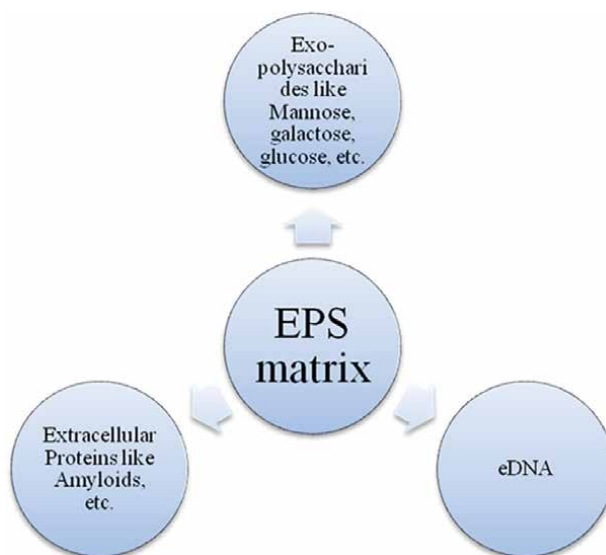 Exo-
polysacchari
des like
Mannose,
galactose,
glucose, etc.
EPS
matrix
Extracellular
Proteins like
Amyloids,
etc.
eDNA